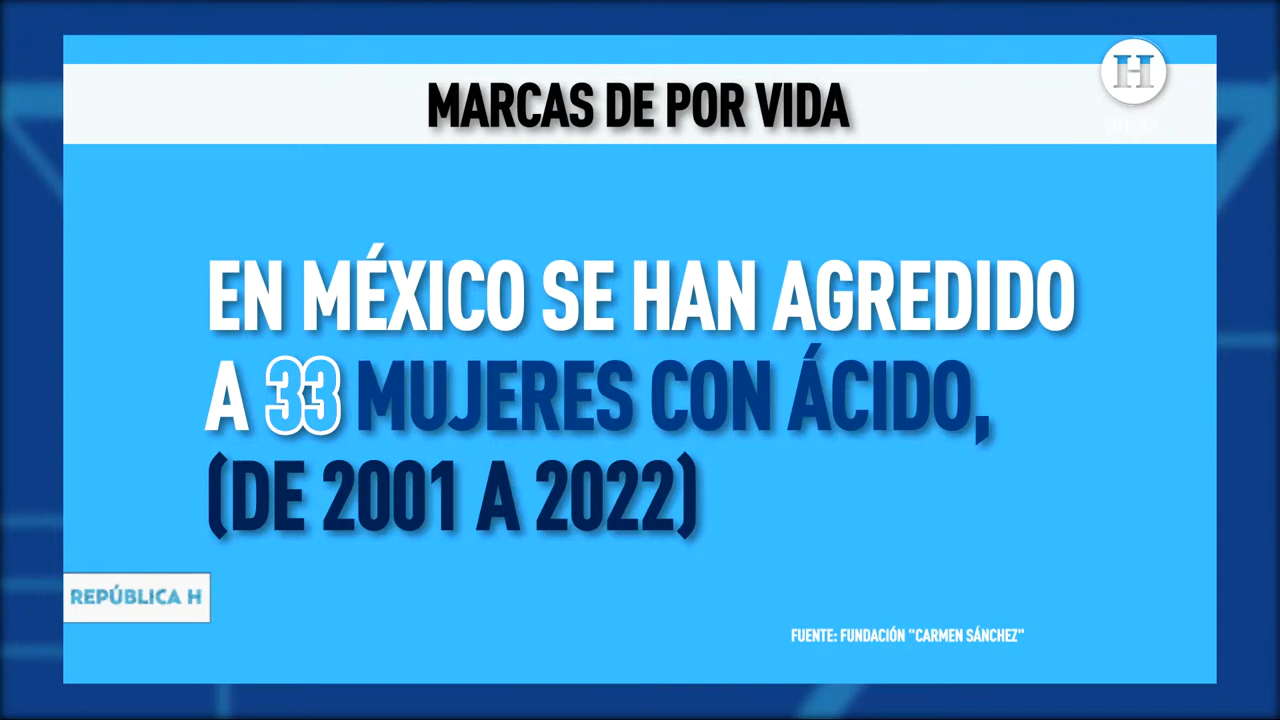 MARCAS DE POR VIDA
H
EN MÉXICO SE HAN AGREDIDO
A 33 MUJERES CON ÁCIDO,
(DE 2001 A 2022)
REPÚBLICA H
FUENTE: FUNDACIÓN "CARMEN SÁNCHEZ"